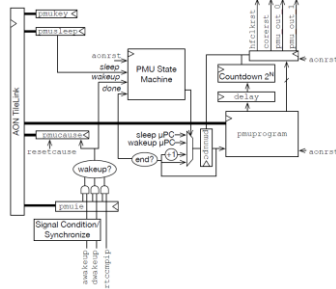 hfclkrst
corerst
pmu_out_0
pmu_out_1
pmukey
pmusleep
aonrst
sleep
wakeup
done
PMU State
Machine
aonrst
Countdown 2ᴺ
delay
AON TileLink
pmucause
resetcause
sleep µPC
wakeup µPC
end?
+1
pmuprogram
wakeup?
aonrst
pmuie
Signal Condition/
Synchronize
awakeup
dwakeup
rtccmpip